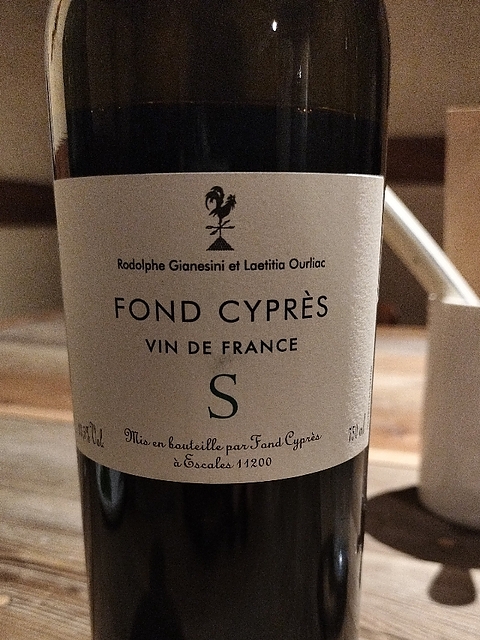 Rodolphe Gianesini et Laetitia Ourliac
FOND CYPRÈS
VIN DE FRANCE
S
Mis en bouteille par Fond Cyprès
à Escales 11200